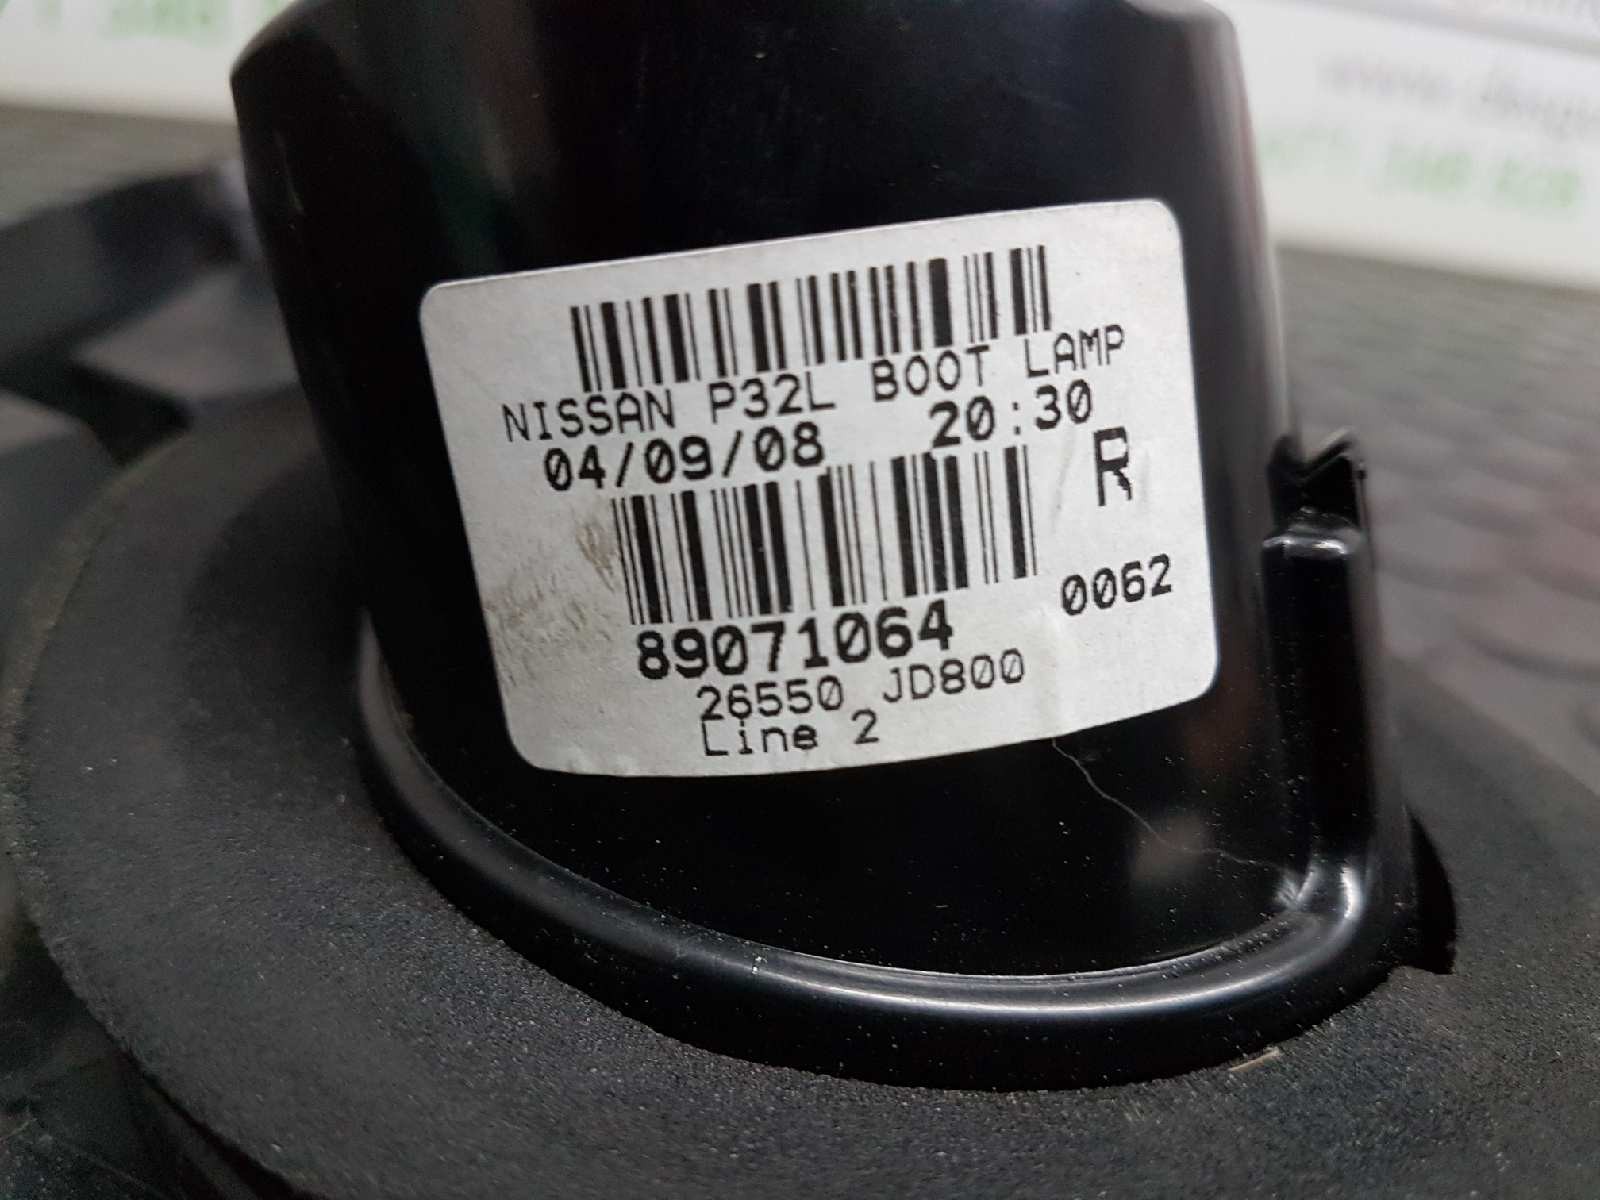 NISSAN P32L BOOT LAMP
04/09/08 20:30
R
0062
89071064
26550 JD800
Line 2